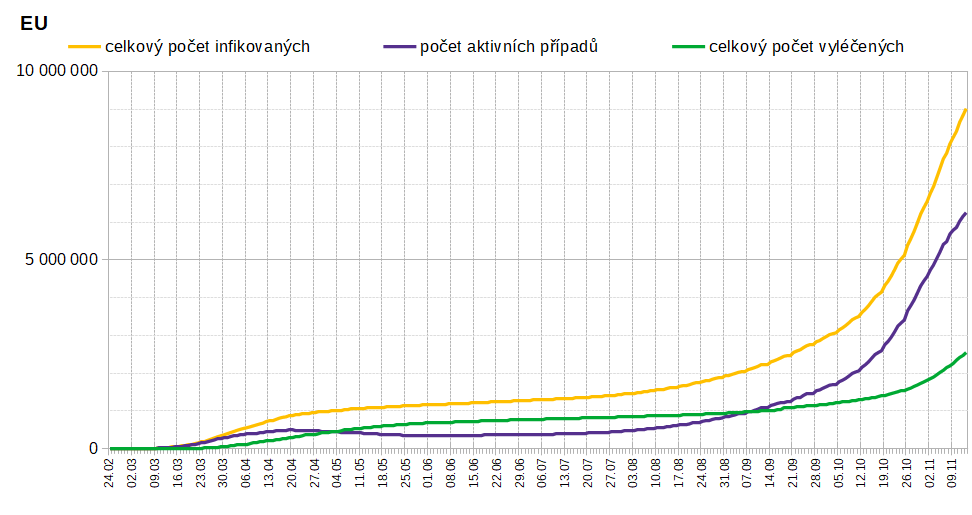 EU
celkový počet infikovaných počet aktivních případů celkový počet vyléčených
10 000 000
5 000 000
0
24.02 02.03 09.03 16.03 23.03 30.03 06.04 13.04 20.04 27.04 04.05 11.05 18.05 25.05 01.06 08.06 15.06 22.06 29.06 06.07 13.07 20.07 27.07 03.08 10.08 17.08 24.08 31.08 07.09 14.09 21.09 28.09 05.10 12.10 19.10 26.10 02.11 09.11